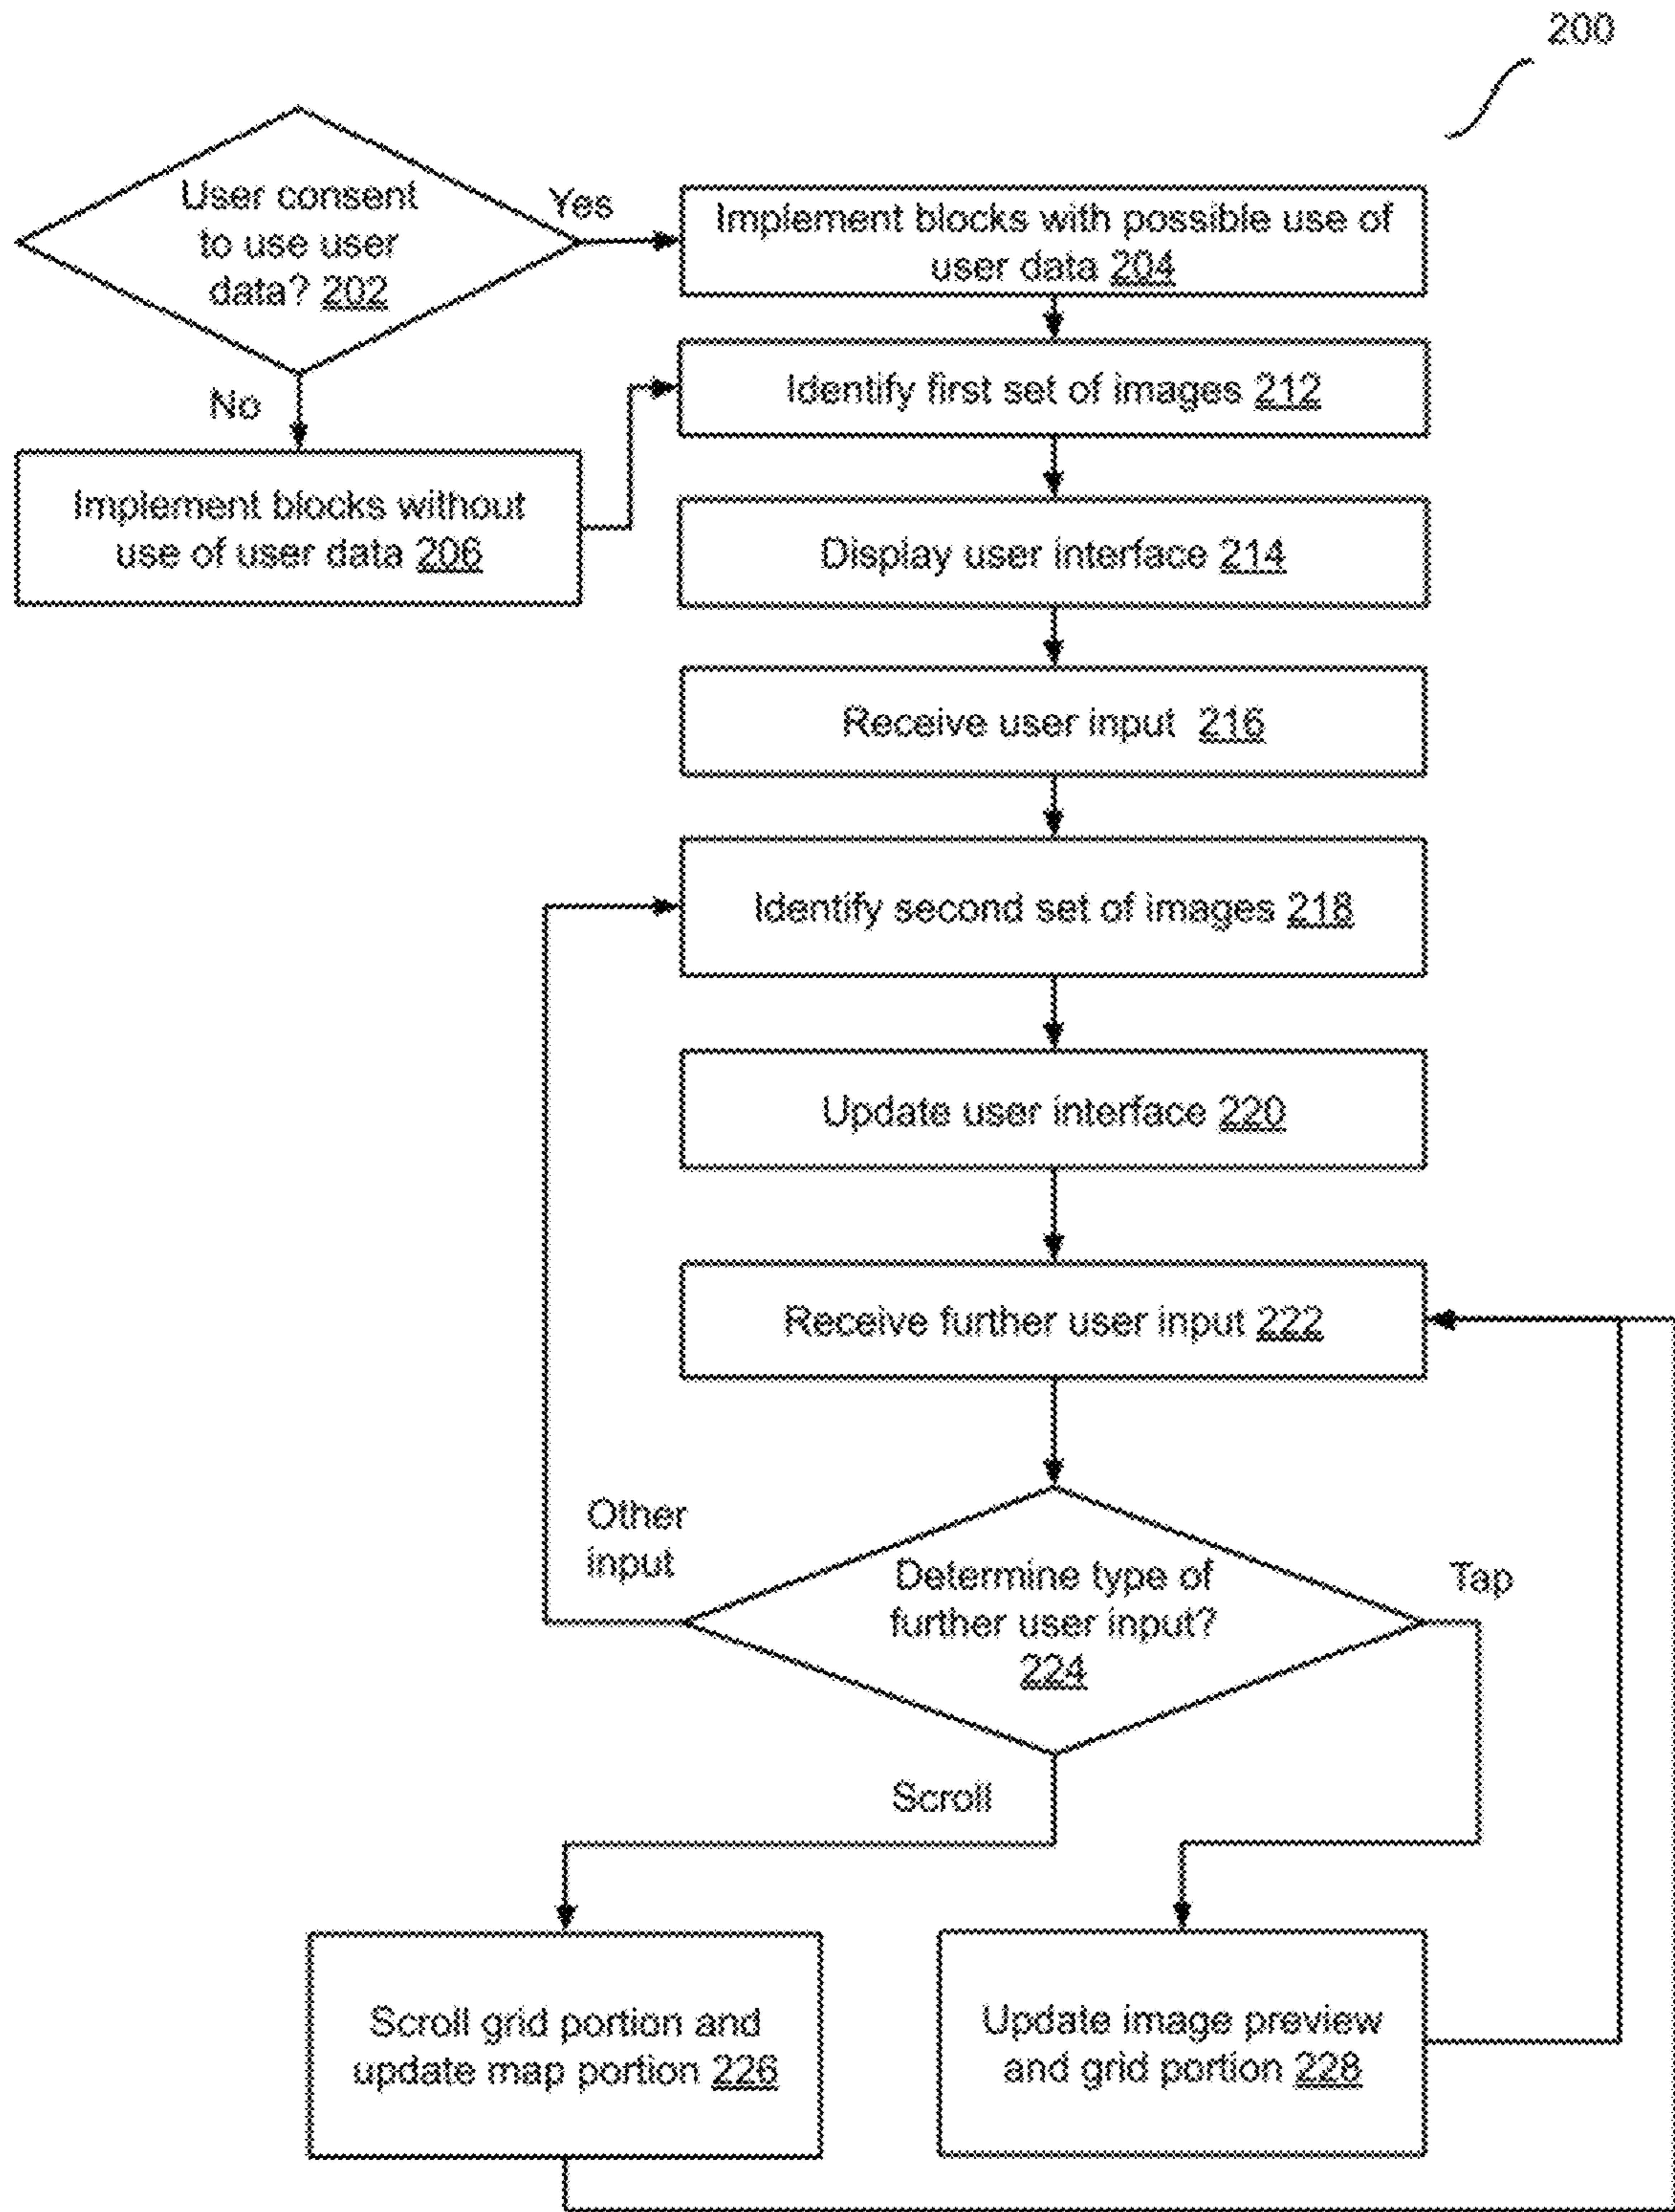 200
User consent
to use user
data? 202
Yes
Implement blocks with possible use of
user data 204
No
Identify first set of images 212
Implement blocks without
use of user data 206
Display user interface 214
Receive user input 216
Identify second set of images 218
Update user interface 220
Receive further user input 222
Other
input
Determine type of
further user input?
224
Tap
Scroll
Scroll grid portion and
update map portion 226
Update image preview
and grid portion 228